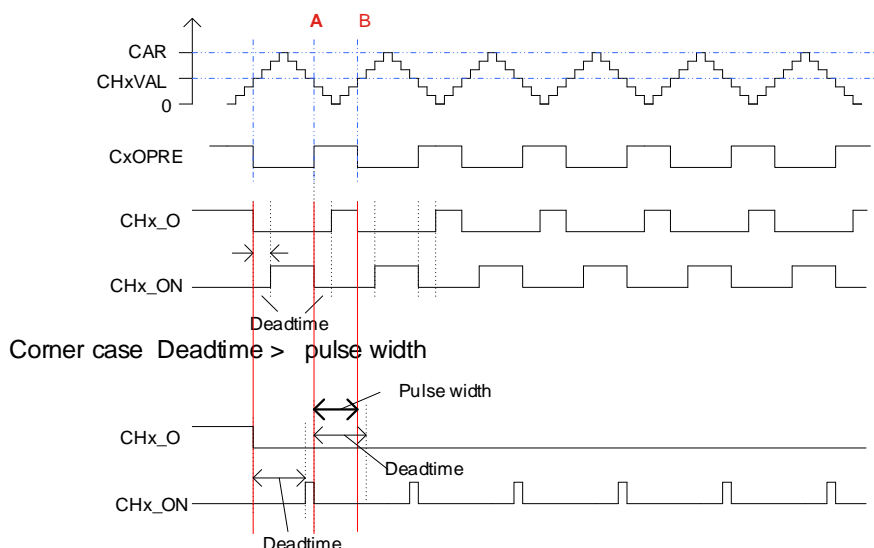 A B
CAR
CHxVAL
0
CxOPRE
CHx_O
CHx_ON
Deadtime
Corner case Deadtime > pulse width
Pulse width
CHx_O
Deadtime
CHx_ON
Deadtime